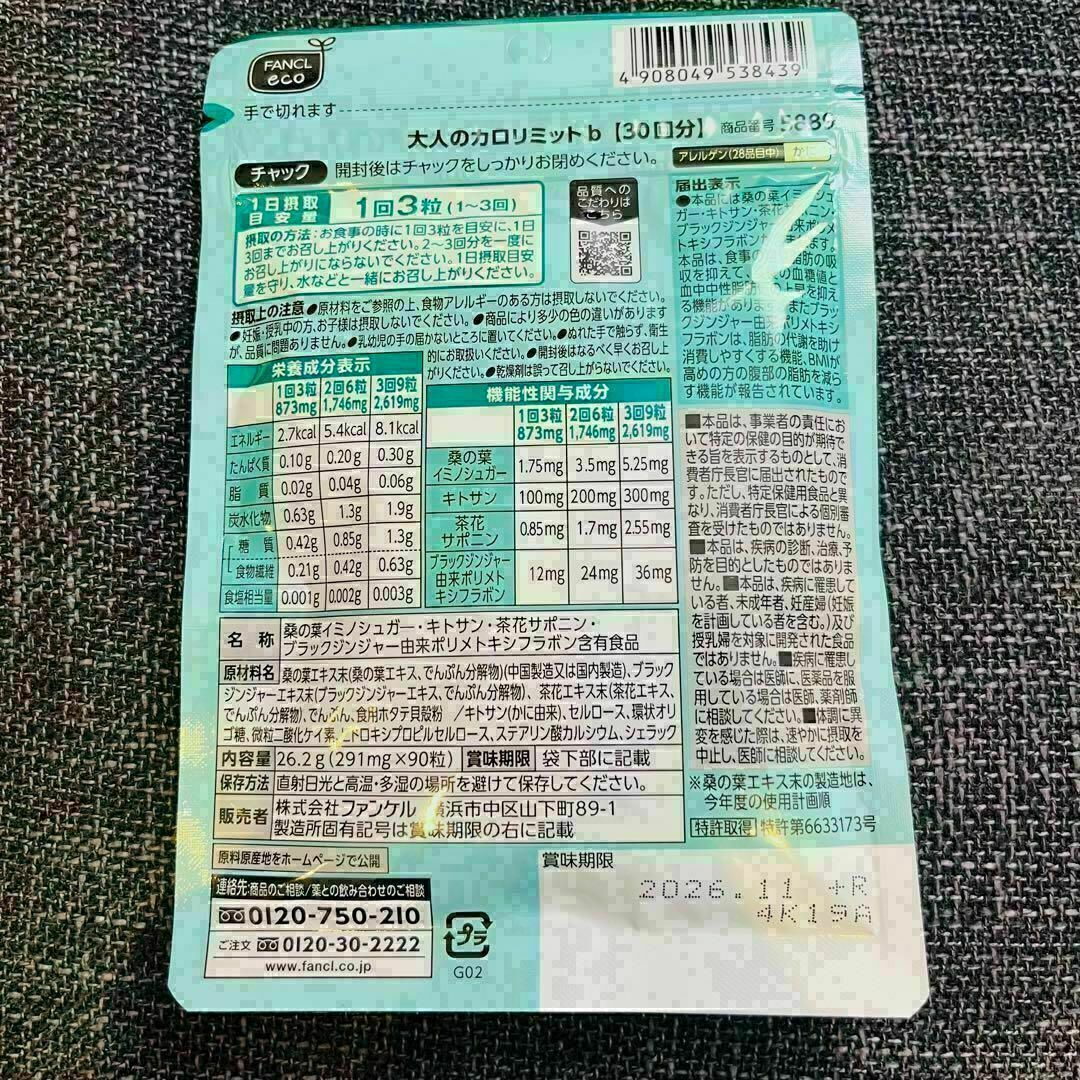 FANCL
eco
4 908049 538439
手で切れます
大人のカロリミットb【30回分】 商品番号 5889
チャック 開封後はチャックをしっかりお閉めください。
アレルゲン(28品目中) かに
1日摂取目安量 1回3粒(1~3回)
摂取の方法:お食事の時に1回3粒を目安に、1日
3回までお召し上がりください。2~3回分を一度に
お召し上がりにならないでください。1日摂取目安
量を守り、水などと一緒にお召し上がりください。
品質への
こだわりは
こちら
摂取上の注意 ●原材料をご参照の上、食物アレルギーのある方は摂取しないでください。
●妊娠・授乳中の方、お子様は摂取しないでください。●商品により多少の色の違いがあります
が、品質に問題ありません。●乳幼児の手の届かないところに置いてください。●ぬれた手で触らず、衛生
的にお取扱いください。●開封後はなるべく早くお召し上
がりください。●乾燥剤は誤って召し上がらないでください。
栄養成分表示
1回3粒 2回6粒 3回9粒
873mg 1,746mg 2,619mg
エネルギー 2.7kcal 5.4kcal 8.1kcal
たんぱく質 0.10g 0.20g 0.30g
脂質 0.02g 0.04g 0.06g
炭水化物 0.63g 1.3g 1.9g
糖質 0.42g 0.85g 1.3g
食物繊維 0.21g 0.42g 0.63g
食塩相当量 0.001g 0.002g 0.003g
機能性関与成分
1回3粒 2回6粒 3回9粒
873mg 1,746mg 2,619mg
桑の葉
イミノシュガー 1.75mg 3.5mg 5.25mg
キトサン 100mg 200mg 300mg
茶花
サポニン 0.85mg 1.7mg 2.55mg
ブラックジンジャー
由来ポリメト
キシフラボン 12mg 24mg 36mg
届出表示
●本品には桑の葉イミノシュ
ガー・キトサン・茶花サポニン・
ブラックジンジャー由来ポリメ
トキシフラボンが ます。
本品は、食事の 脂肪の吸
収を抑えて、 の血糖値と
血中中性脂肪の上昇を抑え
る機能があります。またブラッ
クジンジャー由来ポリメトキシ
フラボンは、脂肪の代謝を助け
消費しやすくする機能、BMIが
高めの方の腹部の脂肪を減ら
す機能が報告されています。
■本品は、事業者の責任にお
いて特定の保健の目的が期待で
きる旨を表示するものとして、消
費者庁長官に届出されたもので
す。ただし、特定保健用食品と異
なり、消費者庁長官による個別審
査を受けたものではありません。
■本品は、疾病の診断、治療、予
防を目的としたものではありま
せん。■本品は、疾病に罹患して
いる者、未成年者、妊産婦(妊娠
を計画している者を含む。)及び
授乳婦を対象に開発された食品
ではありません。■疾病に罹患し
ている場合は医師に、医薬品を服
用している場合は医師、薬剤師
に相談してください。■体調に異
変を感じた際は、速やかに摂取を
中止し、医師に相談してください。
※桑の葉エキス末の製造地は、
今年度の使用計画順
特許取得 特許第6633173号
名称 桑の葉イミノシュガー・キトサン・茶花サポニン・
ブラックジンジャー由来ポリメトキシフラボン含有食品
原材料名 桑の葉エキス末(桑の葉エキス、でんぷん分解物)(中国製造又は国内製造)、ブラック
ジンジャーエキス末(ブラックジンジャーエキス、でんぷん分解物)、茶花エキス末(茶花エキス、
でんぷん分解物)、でんぷん、食用ホタテ貝殻粉 /キトサン(かに由来)、セルロース、環状オリ
ゴ糖、微粒二酸化ケイ素、ヒドロキシプロピルセルロース、ステアリン酸カルシウム、シェラック
内容量 26.2g(291mg×90粒) 賞味期限 袋下部に記載
保存方法 直射日光と高温・多湿の場所を避けて保存してください。
販売者 株式会社ファンケル 横浜市中区山下町89-1
製造所固有記号は賞味期限の右に記載
原料原産地をホームページで公開
連絡先:商品のご相談/薬との飲み合わせのご相談
0120-750-210
ご注文 0120-30-2222
www.fancl.co.jp
プラ
G02
賞味期限
2026.11 +R
4K19A